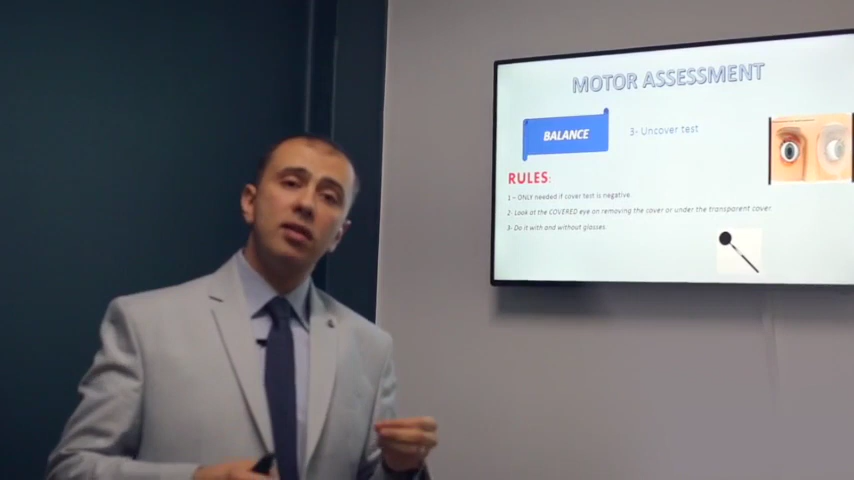 MOTOR ASSESSMENT
BALANCE
3- Uncover test
RULES:
1 – ONLY needed if cover test is negative.
2- Look at the COVERED eye on removing the cover or under the transparent cover.
3- Do it with and without glasses